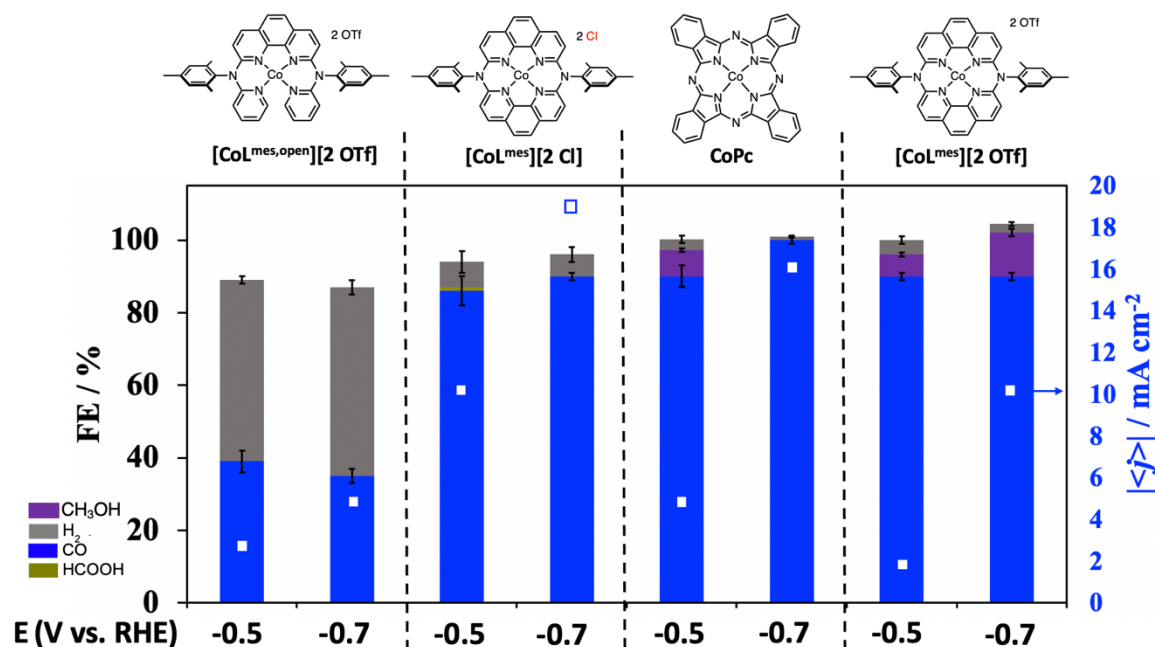 2 OTf
2 Cl
2 OTf
N N N N N N Co
N N N N N N Co
N N N N N N N N Co
N N N N N N Co
[CoL^mes,open][2 OTf]
[CoL^mes][2 Cl]
CoPc
[CoL^mes][2 OTf]
FE / %
100
80
60
40
20
0
20
18
16
14
12
10
8
6
4
2
0
|<j>| / mA cm⁻²
CH₃OH
H₂
CO
HCOOH
E (V vs. RHE) -0.5 -0.7 -0.5 -0.7 -0.5 -0.7 -0.5 -0.7